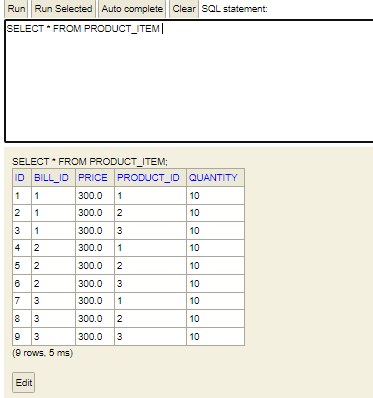 Run Run Selected Auto complete Clear SQL statement:
SELECT * FROM PRODUCT_ITEM
SELECT * FROM PRODUCT_ITEM;
ID BILL_ID PRICE PRODUCT_ID QUANTITY
1 1 300.0 1 10
2 1 300.0 2 10
3 1 300.0 3 10
4 2 300.0 1 10
5 2 300.0 2 10
6 2 300.0 3 10
7 3 300.0 1 10
8 3 300.0 2 10
9 3 300.0 3 10
(9 rows, 5 ms)
Edit